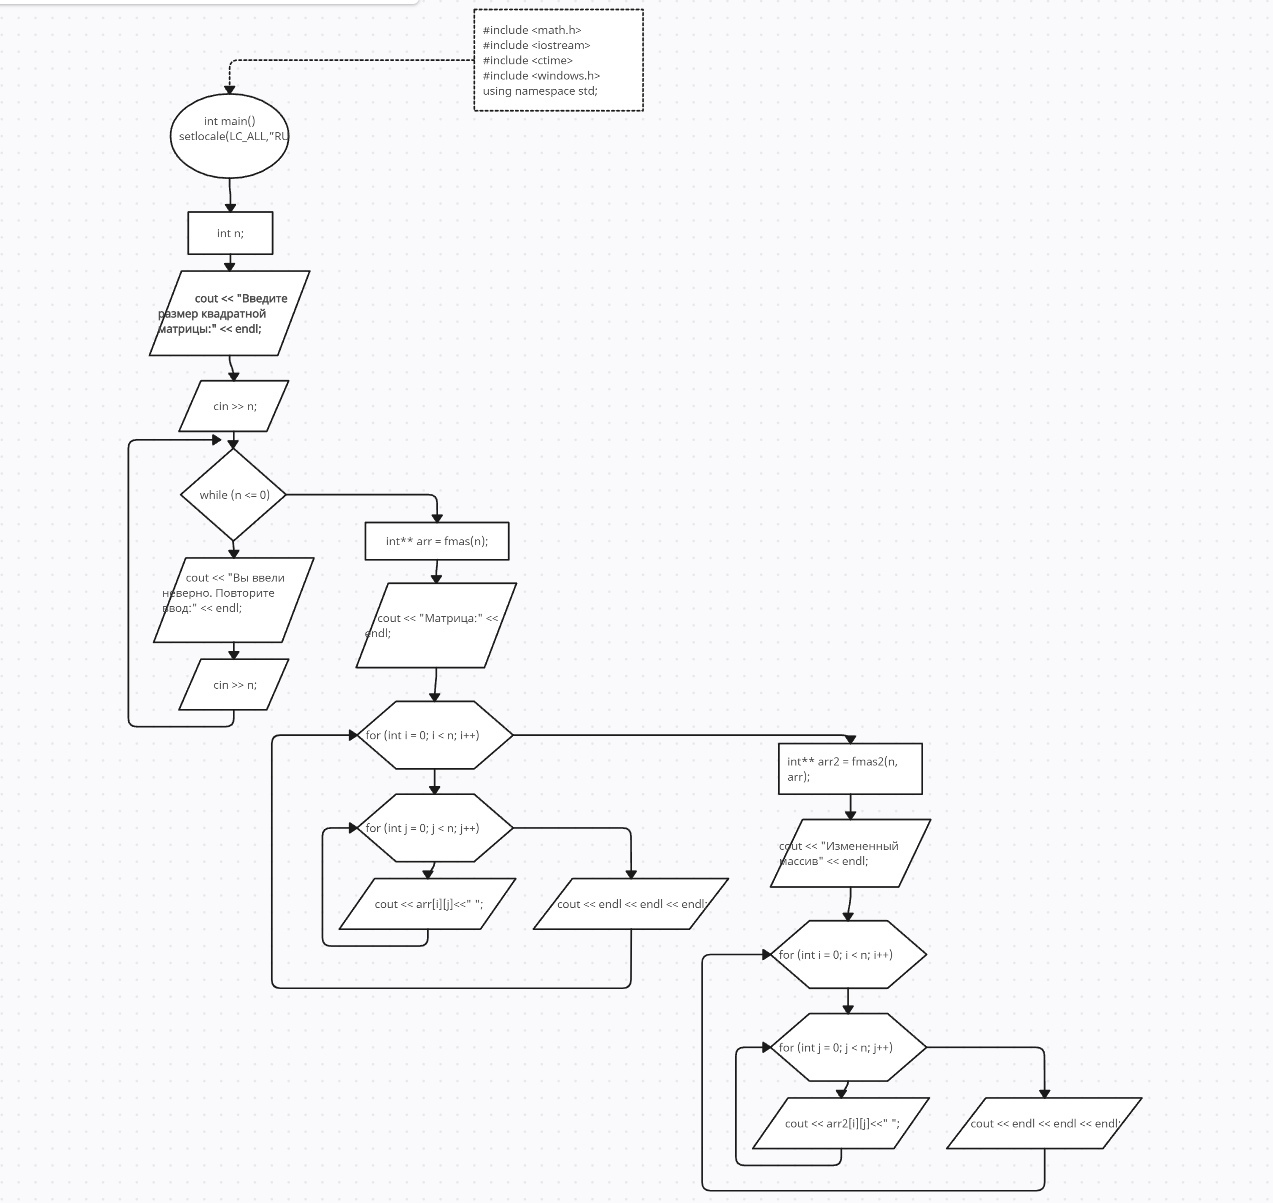 #include <math.h>
#include <iostream>
#include <ctime>
#include <windows.h>
using namespace std;
int main()
setlocale(LC_ALL,"RU
int n;
cout << "Введите
размер квадратной
матрицы:" << endl;
cin >> n;
while (n <= 0)
cout << "Вы ввели
неверно. Повторите
ввод:" << endl;
cin >> n;
int** arr = fmas(n);
cout << "Матрица:" <<
endl;
for (int i = 0; i < n; i++)
for (int j = 0; j < n; j++)
cout << arr[i][j]<<" ";
cout << endl << endl << endl;
int** arr2 = fmas2(n,
arr);
cout << "Измененный
массив" << endl;
for (int i = 0; i < n; i++)
for (int j = 0; j < n; j++)
cout << arr2[i][j]<<" ";
cout << endl << endl << endl;